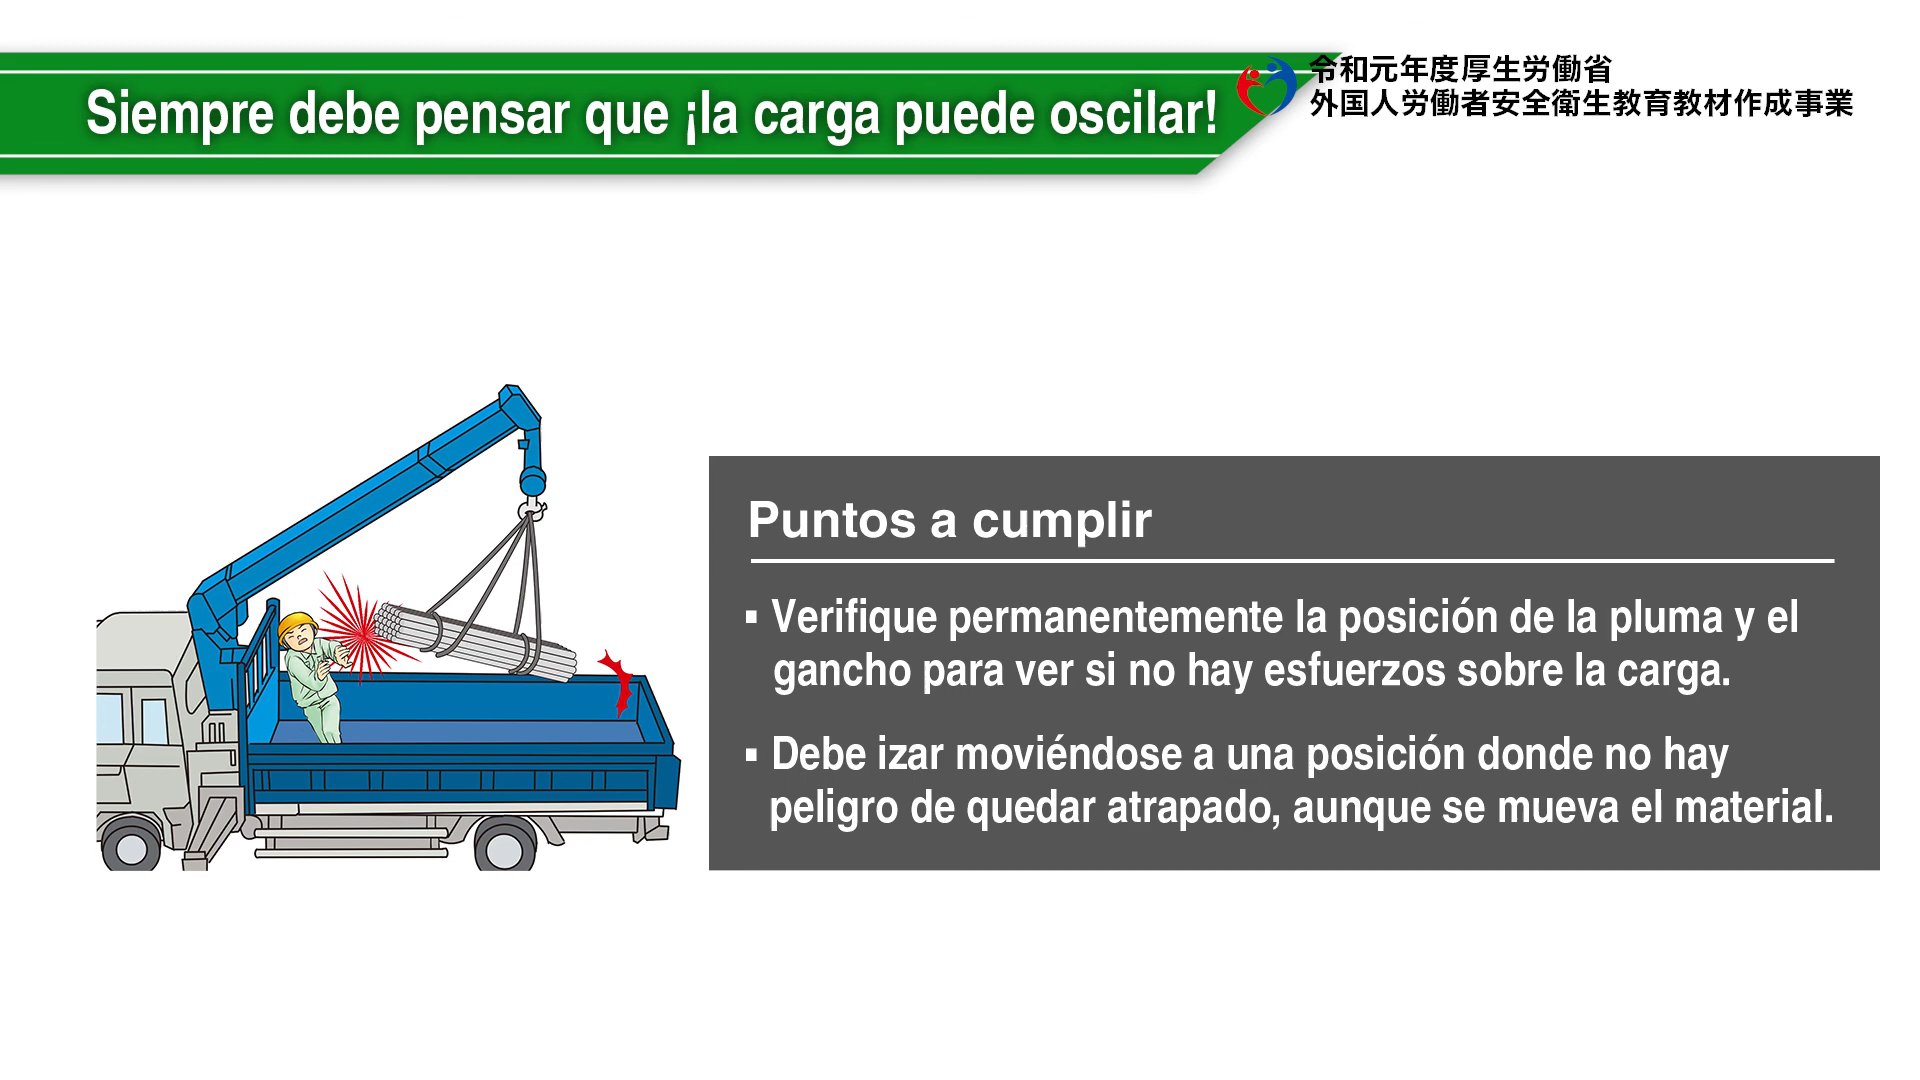 Siempre debe pensar que ¡la carga puede oscilar!
令和元年度厚生労働省
外国人労働者安全衛生教育教材作成事業
Puntos a cumplir
▪ Verifique permanentemente la posición de la pluma y el
gancho para ver si no hay esfuerzos sobre la carga.
▪ Debe izar moviéndose a una posición donde no hay
peligro de quedar atrapado, aunque se mueva el material.